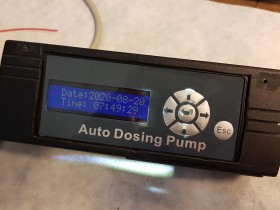 Date:2020-08-20
Time: 07:49:29
Esc
Auto Dosing Pump